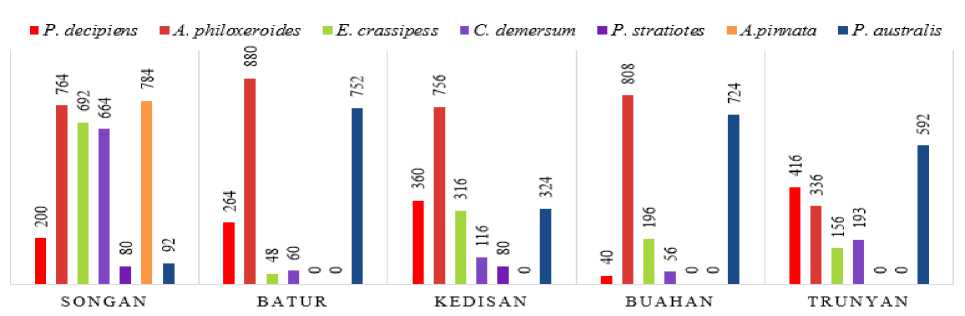 P. decipiens A. philoxeroides E. crassipess C. demersum P. stratiotes A.pinnata P. australis
200 764 692 664 80 784 92
264 880 48 60 0 0 752
360 756 316 116 80 0 324
40 808 196 56 0 0 724
416 336 156 193 0 0 592
SONGAN BATUR KEDISAN BUAHAN TRUNYAN